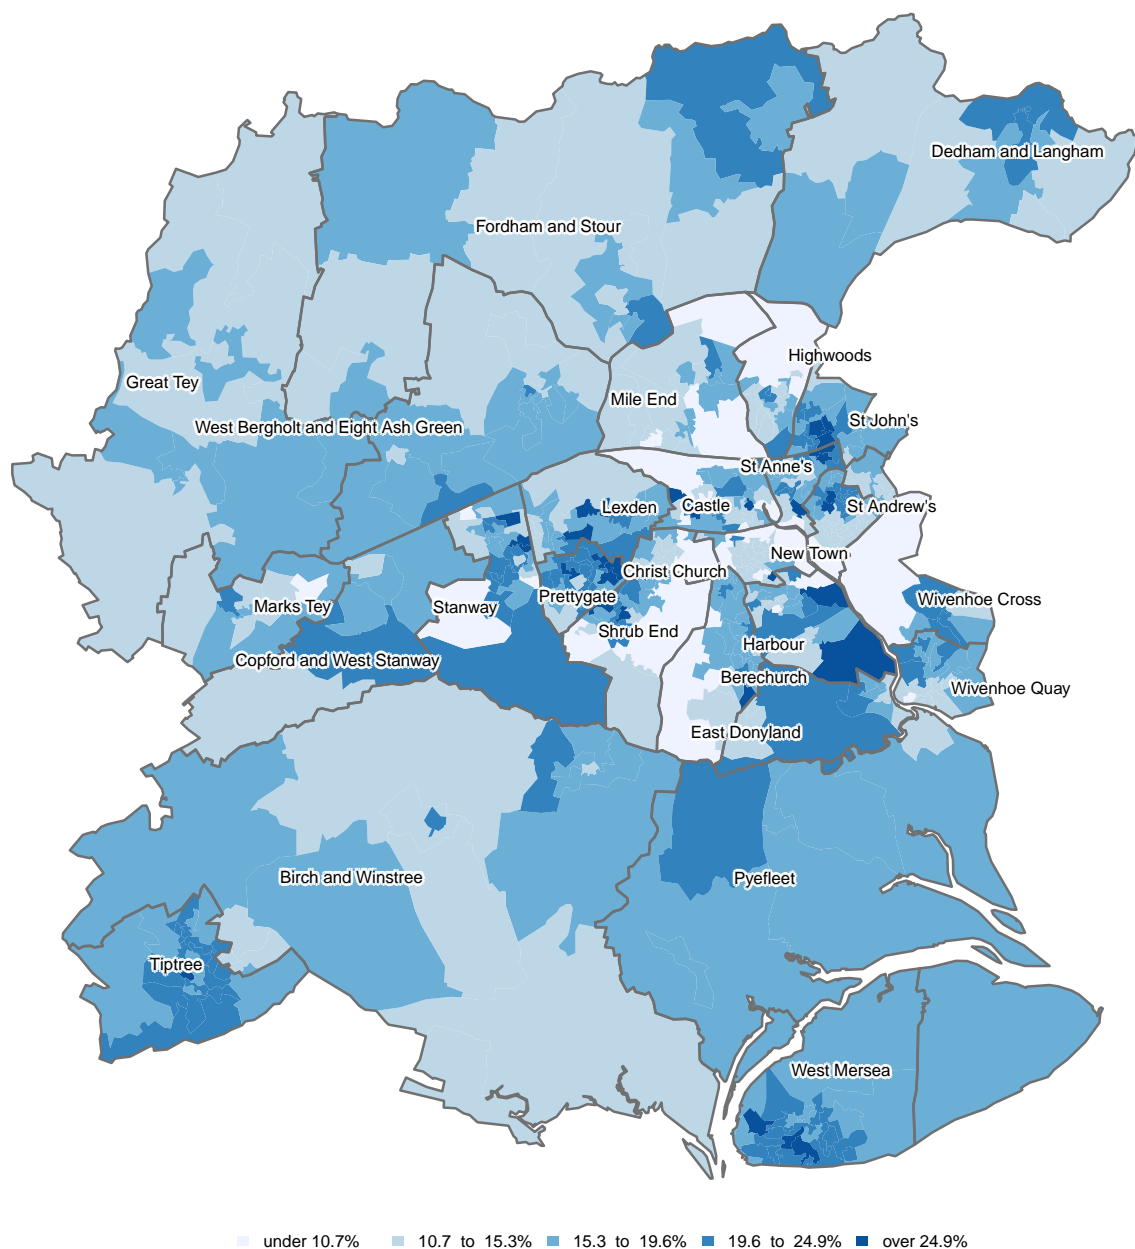 Dedham and Langham
Fordham and Stour
Highwoods
Great Tey
Mile End
St John's
West Bergholt and Eight Ash Green
St Anne's
Lexden
Castle
St Andrew's
New Town
Christ Church
Prettygate
Wivenhoe Cross
Marks Tey
Stanway
Shrub End
Harbour
Copford and West Stanway
Berechurch
Wivenhoe Quay
East Donyland
Birch and Winstree
Pyefleet
Tiptree
West Mersea
under 10.7% 10.7 to 15.3% 15.3 to 19.6% 19.6 to 24.9% over 24.9%